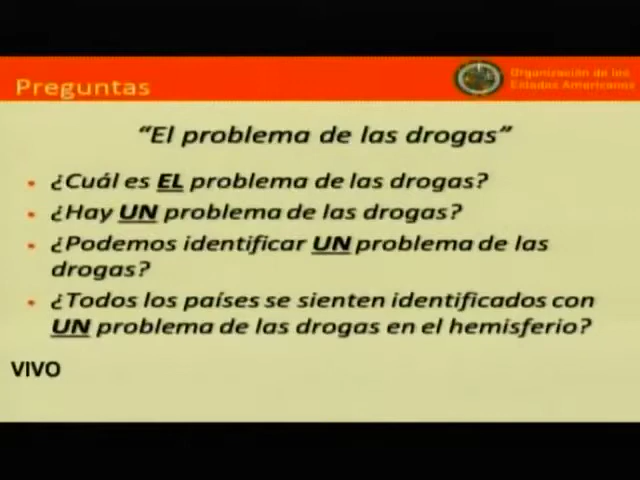 Preguntas
Organización de los
Estados Americanos
“El problema de las drogas”
¿Cuál es EL problema de las drogas?
¿Hay UN problema de las drogas?
¿Podemos identificar UN problema de las
drogas?
¿Todos los países se sienten identificados con
UN problema de las drogas en el hemisferio?
VIVO